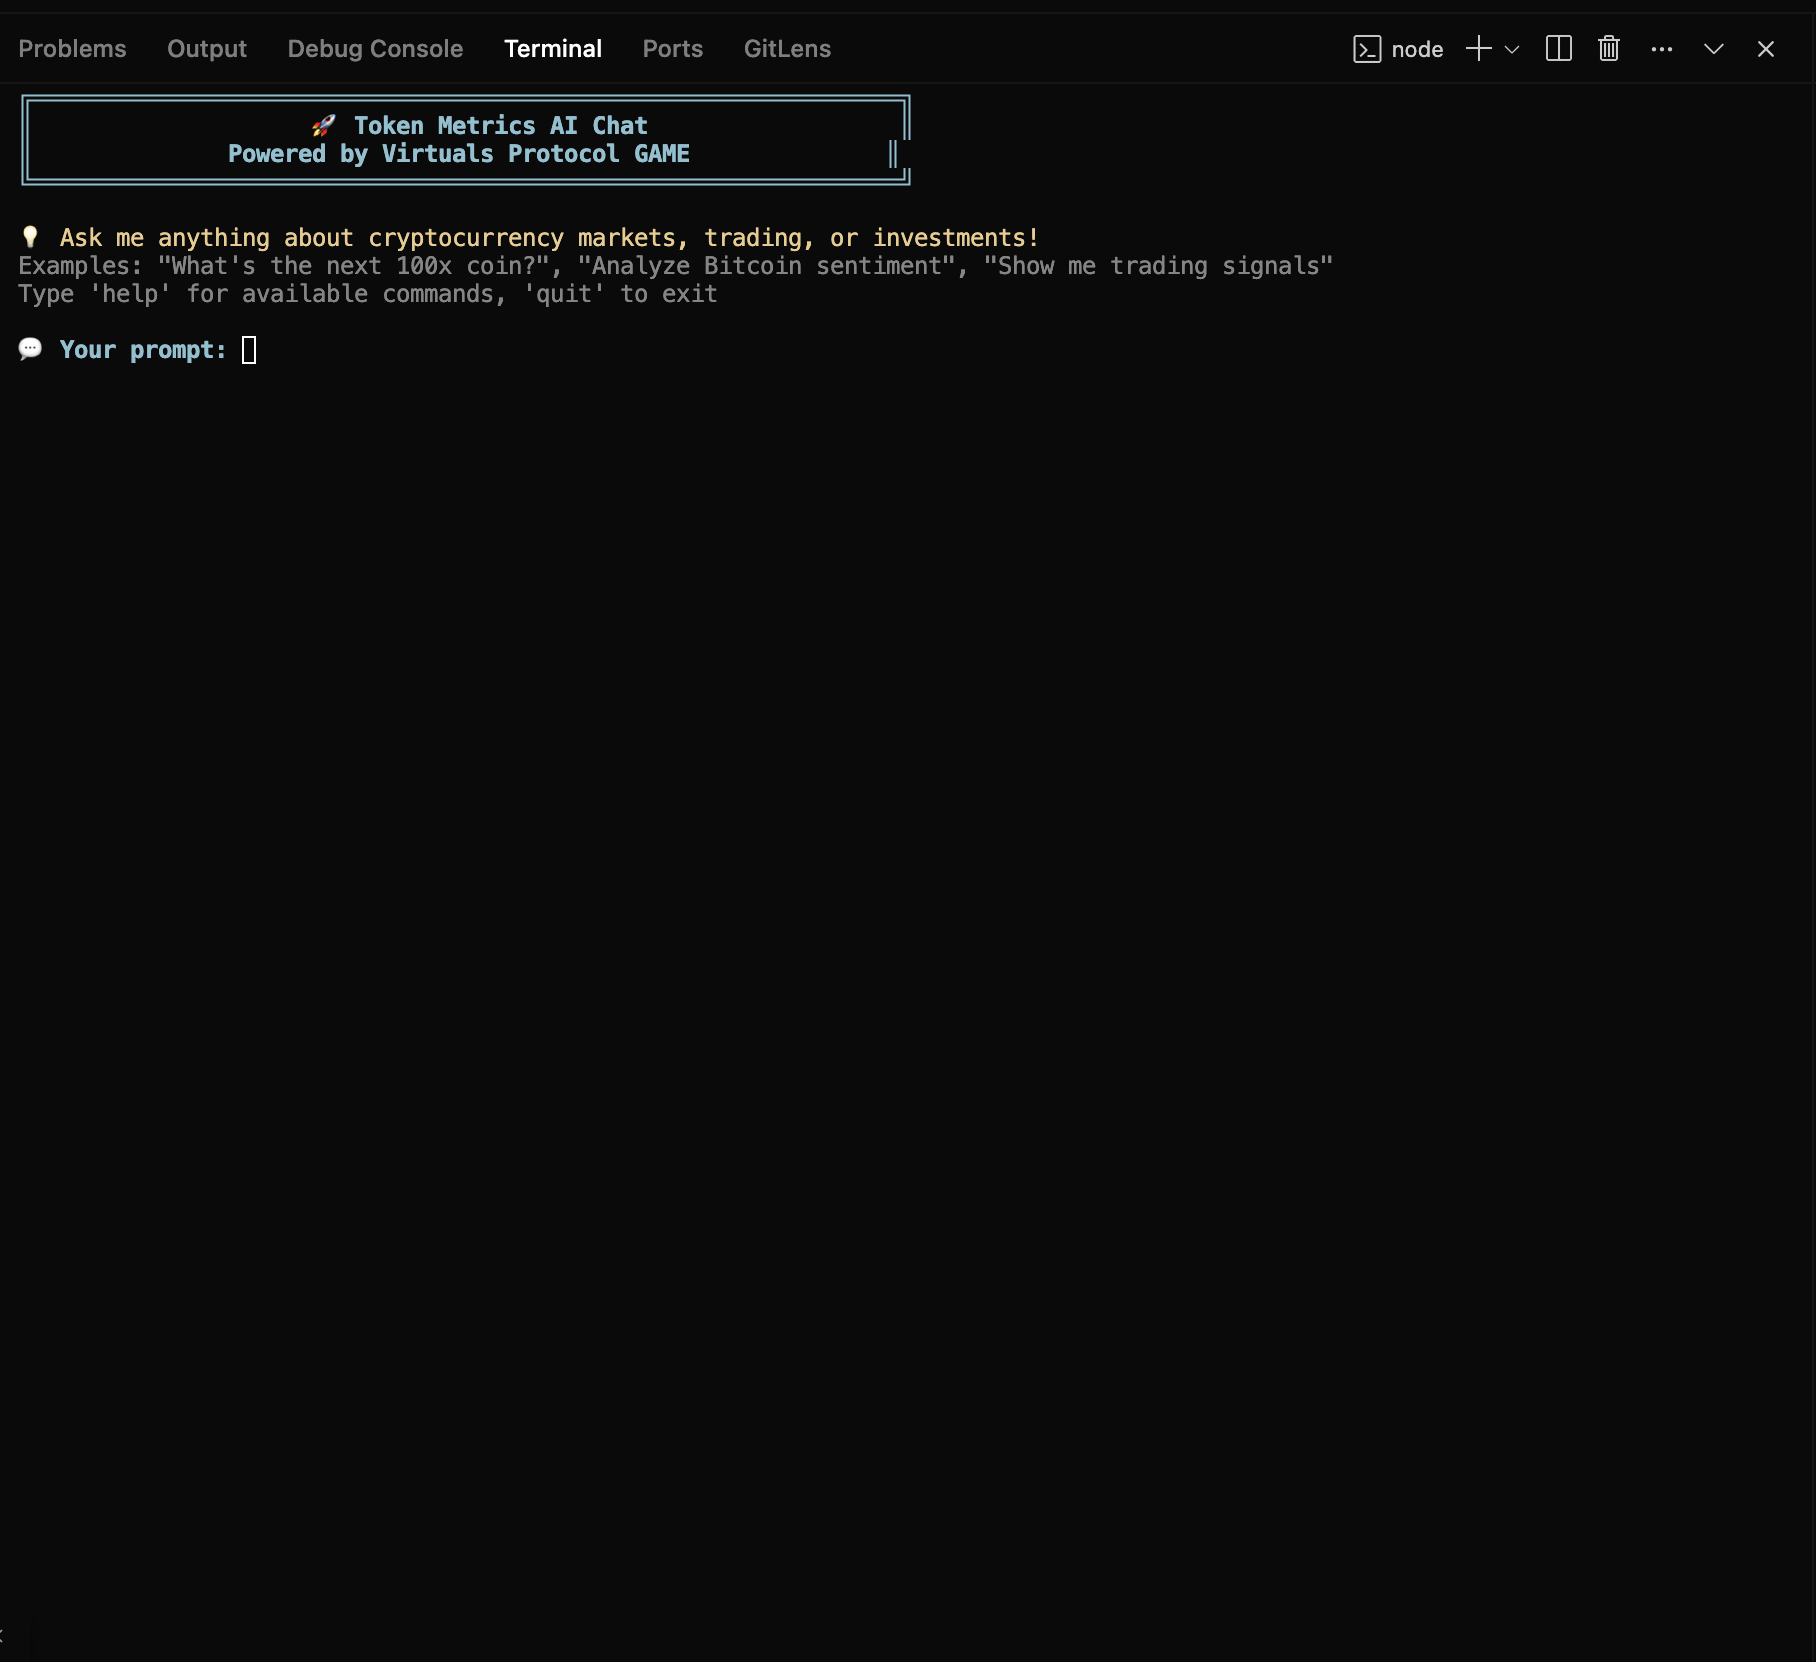 Problems Output Debug Console Terminal Ports GitLens node
🚀 Token Metrics AI Chat
Powered by Virtuals Protocol GAME
💡 Ask me anything about cryptocurrency markets, trading, or investments!
Examples: "What's the next 100x coin?", "Analyze Bitcoin sentiment", "Show me trading signals"
Type 'help' for available commands, 'quit' to exit
💬 Your prompt: